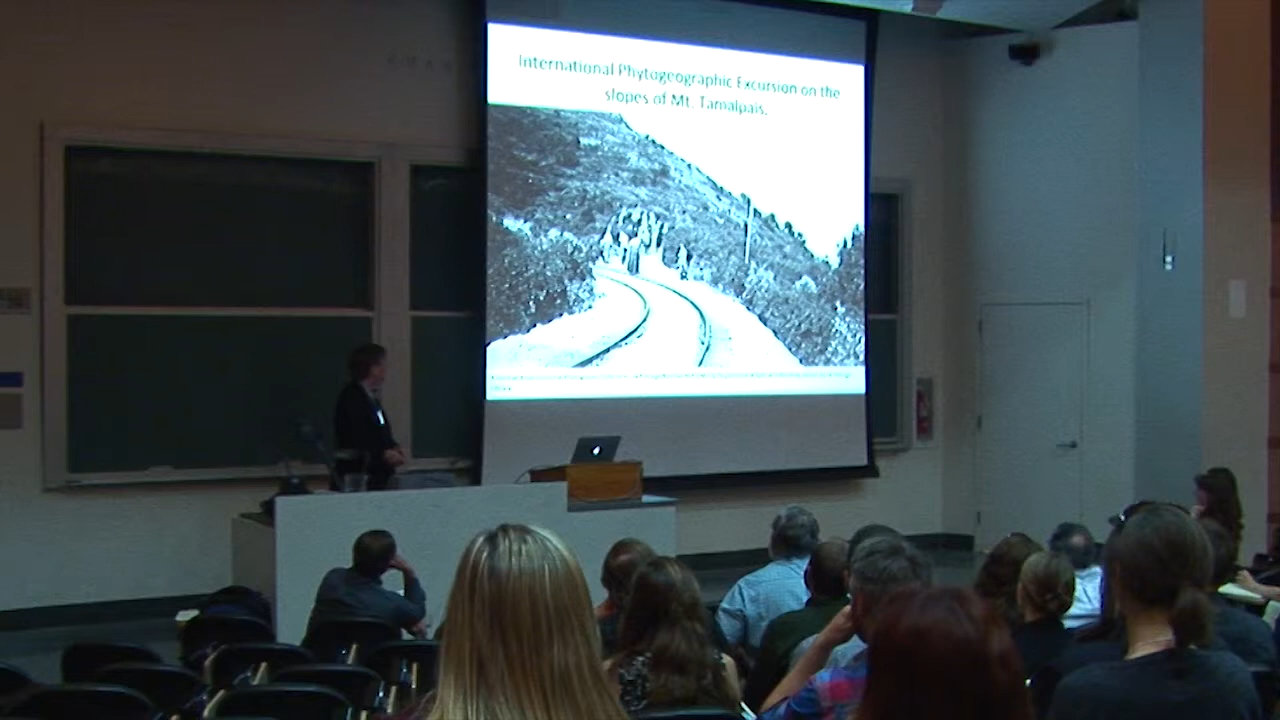 International Phytogeographic Excursion on the
slopes of Mt. Tamalpais.